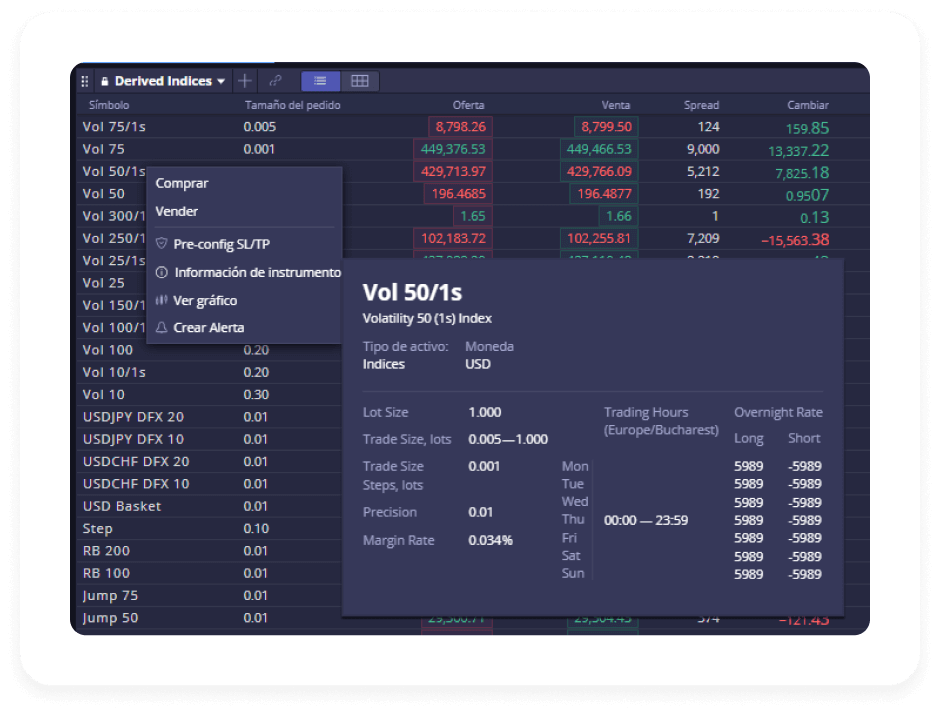 Derived Indices
Símbolo Tamaño del pedido Oferta Venta Spread Cambiar
Vol 75/1s 0.005 8,798.26 8,799.50 124 159.85
Vol 75 0.001 449,376.53 449,466.53 9,000 13,337.22
Vol 50/1s 429,713.97 429,766.09 5,212 7,825.18
Vol 50 196.4685 196.4877 192 0.9507
Vol 300/1 1.65 1.66 1 0.13
Vol 250/1 102,183.72 102,255.81 7,209 −15,563.38
Vol 25/1s
Vol 25
Vol 150/1
Vol 100/1
Vol 100 0.20
Vol 10/1s 0.20
Vol 10 0.30
USDJPY DFX 20 0.01
USDJPY DFX 10 0.01
USDCHF DFX 20 0.01
USDCHF DFX 10 0.01
USD Basket 0.01
Step 0.10
RB 200 0.01
RB 100 0.01
Jump 75 0.01
Jump 50 0.01 −121.43
Comprar
Vender
Pre-config SL/TP
Información de instrumento
Ver gráfico
Crear Alerta
Vol 50/1s
Volatility 50 (1s) Index
Tipo de activo: Moneda
Indices USD
Lot Size 1.000
Trade Size, lots 0.005—1.000
Trade Size 0.001
Steps, lots
Precision 0.01
Margin Rate 0.034%
Trading Hours Overnight Rate
(Europe/Bucharest)
Long Short
Mon 5989 -5989
Tue 5989 -5989
Wed 5989 -5989
Thu 00:00 — 23:59 5989 -5989
Fri 5989 -5989
Sat 5989 -5989
Sun 5989 -5989